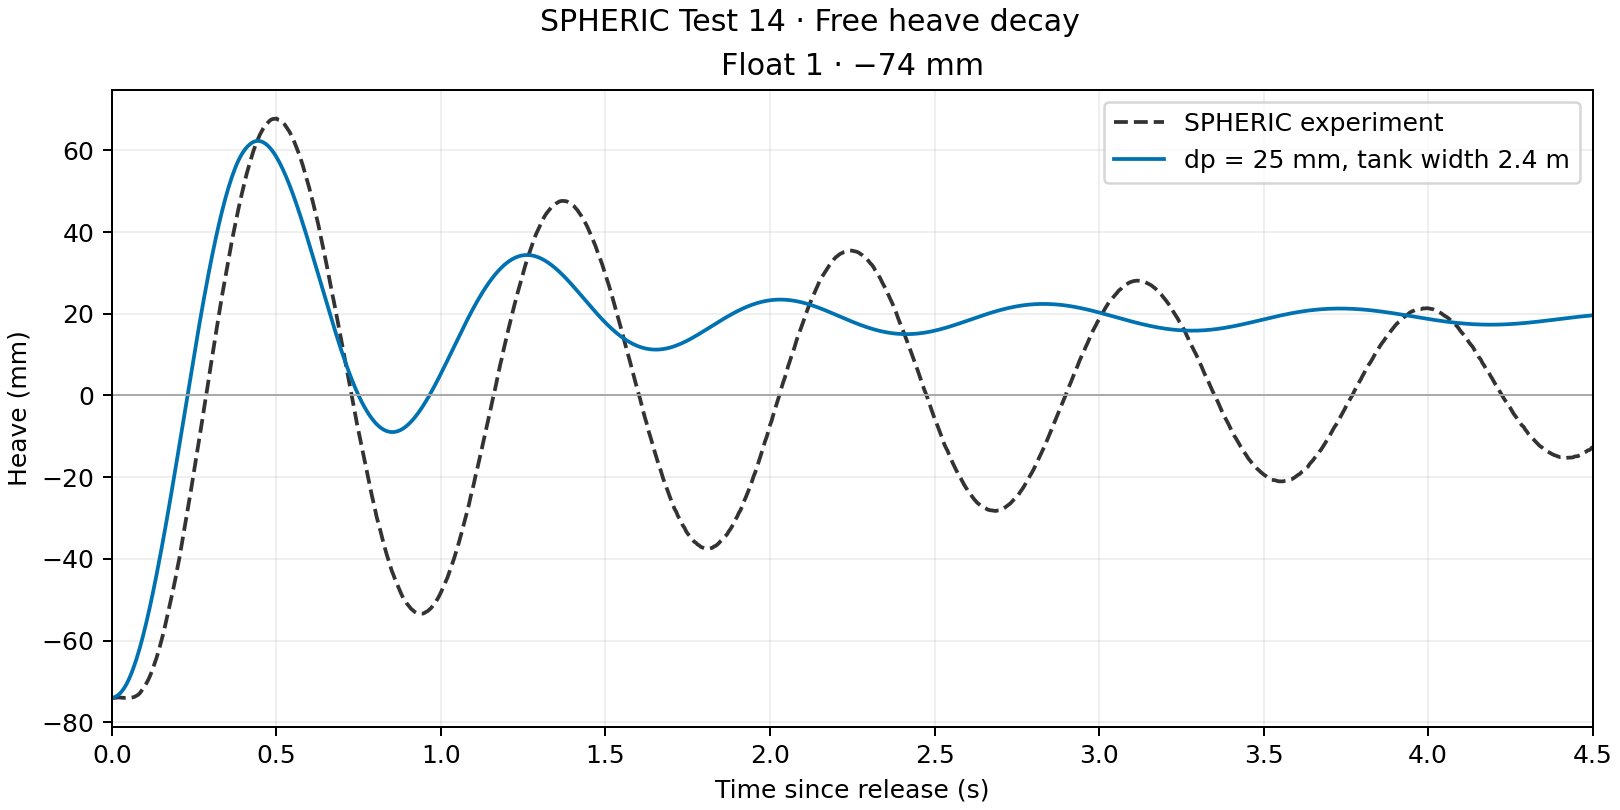 SPHERIC Test 14 · Free heave decay
Float 1 · −74 mm
SPHERIC experiment
dp = 25 mm, tank width 2.4 m
Heave (mm)
60
40
20
0
−20
−40
−60
−80
0.0 0.5 1.0 1.5 2.0 2.5 3.0 3.5 4.0 4.5
Time since release (s)